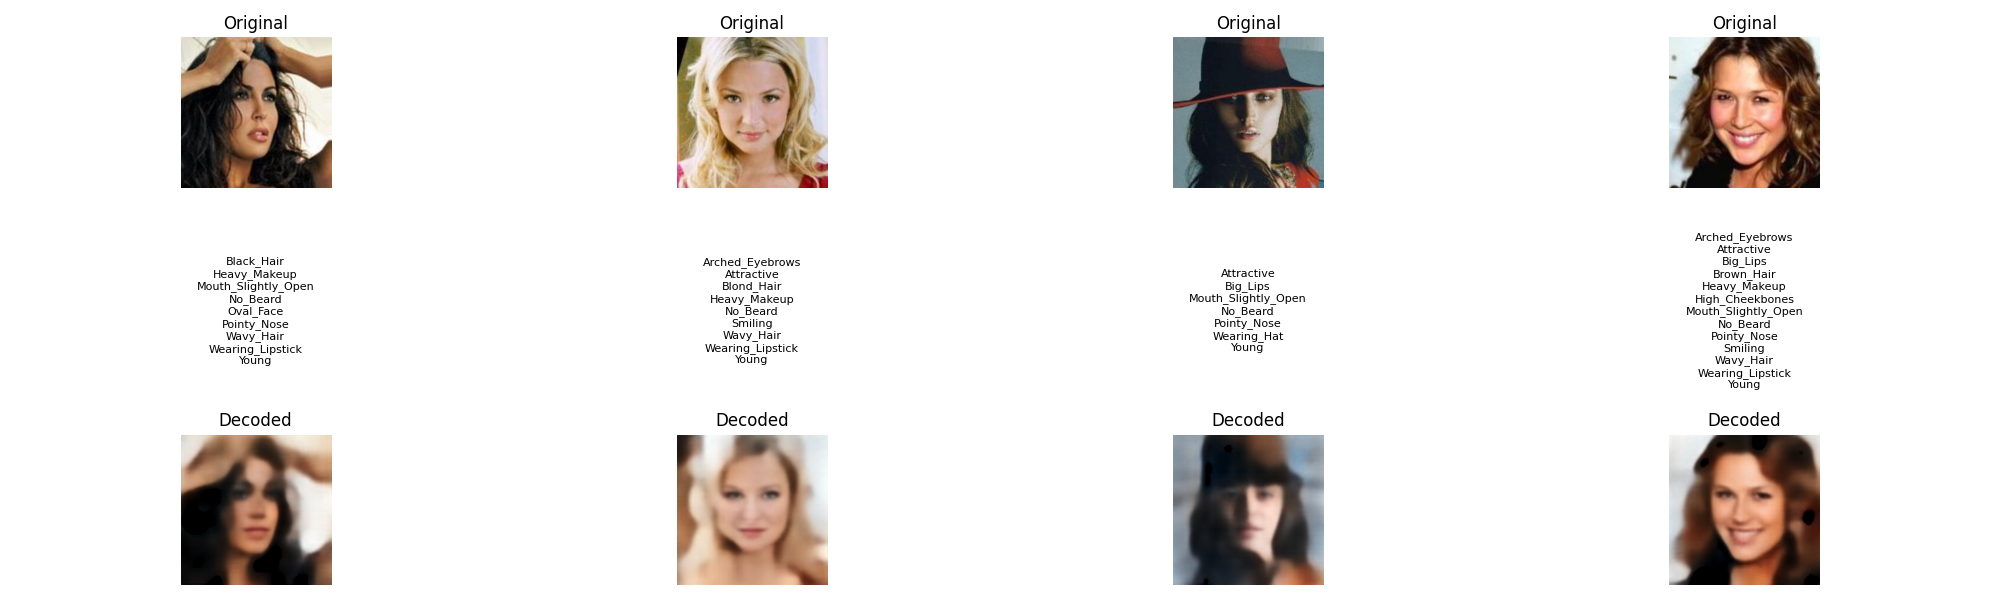 Original
Original
Original
Original
Black_Hair
Heavy_Makeup
Mouth_Slightly_Open
No_Beard
Oval_Face
Pointy_Nose
Wavy_Hair
Wearing_Lipstick
Young
Arched_Eyebrows
Attractive
Blond_Hair
Heavy_Makeup
No_Beard
Smiling
Wavy_Hair
Wearing_Lipstick
Young
Attractive
Big_Lips
Mouth_Slightly_Open
No_Beard
Pointy_Nose
Wearing_Hat
Young
Arched_Eyebrows
Attractive
Big_Lips
Brown_Hair
Heavy_Makeup
High_Cheekbones
Mouth_Slightly_Open
No_Beard
Pointy_Nose
Smiling
Wavy_Hair
Wearing_Lipstick
Young
Decoded
Decoded
Decoded
Decoded